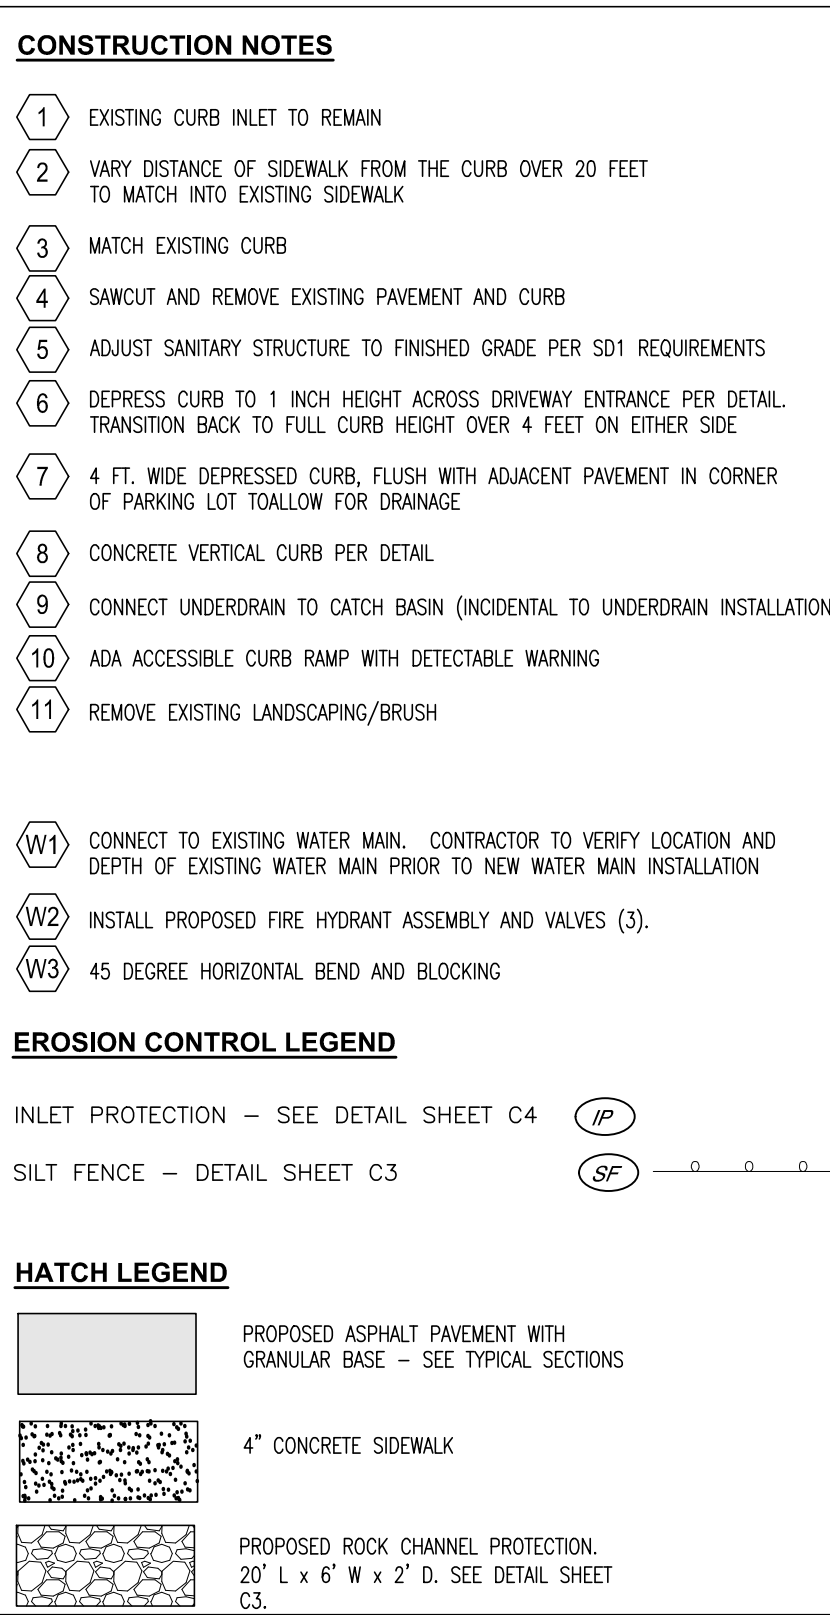 CONSTRUCTION NOTES
1 EXISTING CURB INLET TO REMAIN
2 VARY DISTANCE OF SIDEWALK FROM THE CURB OVER 20 FEET
TO MATCH INTO EXISTING SIDEWALK
3 MATCH EXISTING CURB
4 SAWCUT AND REMOVE EXISTING PAVEMENT AND CURB
5 ADJUST SANITARY STRUCTURE TO FINISHED GRADE PER SD1 REQUIREMENTS
6 DEPRESS CURB TO 1 INCH HEIGHT ACROSS DRIVEWAY ENTRANCE PER DETAIL.
TRANSITION BACK TO FULL CURB HEIGHT OVER 4 FEET ON EITHER SIDE
7 4 FT. WIDE DEPRESSED CURB, FLUSH WITH ADJACENT PAVEMENT IN CORNER
OF PARKING LOT TOALLOW FOR DRAINAGE
8 CONCRETE VERTICAL CURB PER DETAIL
9 CONNECT UNDERDRAIN TO CATCH BASIN (INCIDENTAL TO UNDERDRAIN INSTALLATION
10 ADA ACCESSIBLE CURB RAMP WITH DETECTABLE WARNING
11 REMOVE EXISTING LANDSCAPING/BRUSH
W1 CONNECT TO EXISTING WATER MAIN. CONTRACTOR TO VERIFY LOCATION AND
DEPTH OF EXISTING WATER MAIN PRIOR TO NEW WATER MAIN INSTALLATION
W2 INSTALL PROPOSED FIRE HYDRANT ASSEMBLY AND VALVES (3).
W3 45 DEGREE HORIZONTAL BEND AND BLOCKING
EROSION CONTROL LEGEND
INLET PROTECTION – SEE DETAIL SHEET C4 IP
SILT FENCE – DETAIL SHEET C3 SF
HATCH LEGEND
PROPOSED ASPHALT PAVEMENT WITH
GRANULAR BASE – SEE TYPICAL SECTIONS
4" CONCRETE SIDEWALK
PROPOSED ROCK CHANNEL PROTECTION.
20' L x 6' W x 2' D. SEE DETAIL SHEET
C3.